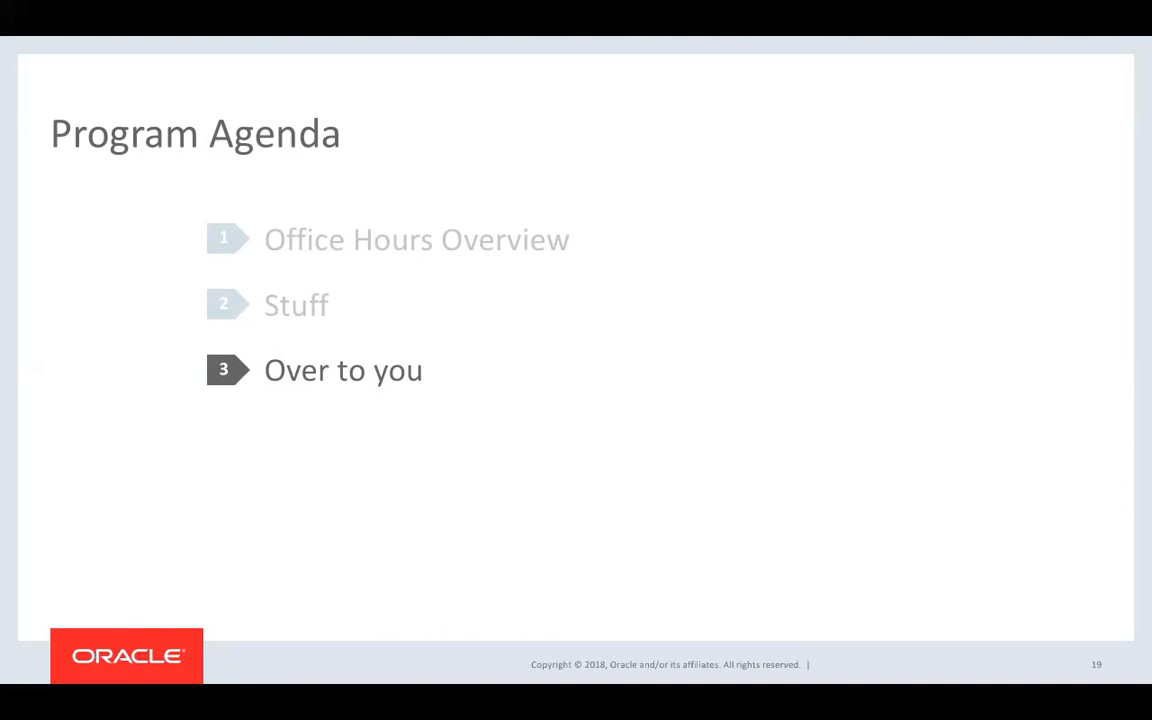 Program Agenda
1 Office Hours Overview
2 Stuff
3 Over to you
ORACLE®
Copyright © 2018, Oracle and/or its affiliates. All rights reserved. |
19